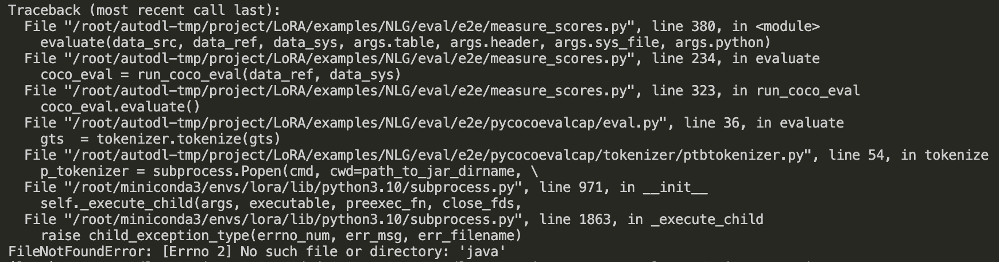 Traceback (most recent call last):
  File "/root/autodl-tmp/project/LoRA/examples/NLG/eval/e2e/measure_scores.py", line 380, in <module>
    evaluate(data_src, data_ref, data_sys, args.table, args.header, args.sys_file, args.python)
  File "/root/autodl-tmp/project/LoRA/examples/NLG/eval/e2e/measure_scores.py", line 234, in evaluate
    coco_eval = run_coco_eval(data_ref, data_sys)
  File "/root/autodl-tmp/project/LoRA/examples/NLG/eval/e2e/measure_scores.py", line 323, in run_coco_eval
    coco_eval.evaluate()
  File "/root/autodl-tmp/project/LoRA/examples/NLG/eval/e2e/pycocoevalcap/eval.py", line 36, in evaluate
    gts  = tokenizer.tokenize(gts)
  File "/root/autodl-tmp/project/LoRA/examples/NLG/eval/e2e/pycocoevalcap/tokenizer/ptbtokenizer.py", line 54, in tokenize
    p_tokenizer = subprocess.Popen(cmd, cwd=path_to_jar_dirname, \
  File "/root/miniconda3/envs/lora/lib/python3.10/subprocess.py", line 971, in __init__
    self._execute_child(args, executable, preexec_fn, close_fds,
  File "/root/miniconda3/envs/lora/lib/python3.10/subprocess.py", line 1863, in _execute_child
    raise child_exception_type(errno_num, err_msg, err_filename)
FileNotFoundError: [Errno 2] No such file or directory: 'java'